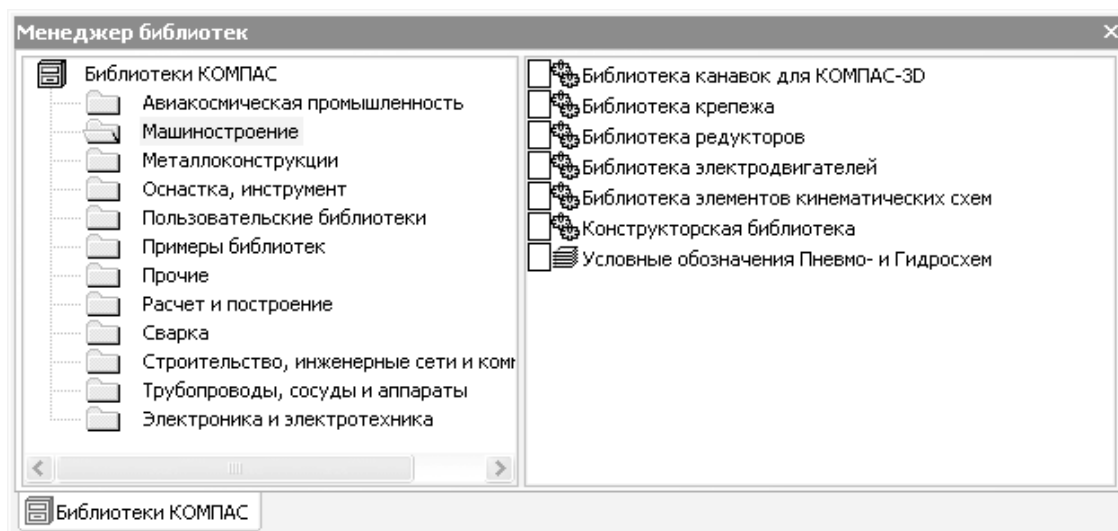 Менеджер библиотек
Библиотеки КОМПАС
Авиакосмическая промышленность
Машиностроение
Металлоконструкции
Оснастка, инструмент
Пользовательские библиотеки
Примеры библиотек
Прочие
Расчет и построение
Сварка
Строительство, инженерные сети и ком
Трубопроводы, сосуды и аппараты
Электроника и электротехника
Библиотека канавок для КОМПАС-3D
Библиотека крепежа
Библиотека редукторов
Библиотека электродвигателей
Библиотека элементов кинематических схем
Конструкторская библиотека
Условные обозначения Пневмо- и Гидросхем
Библиотеки КОМПАС